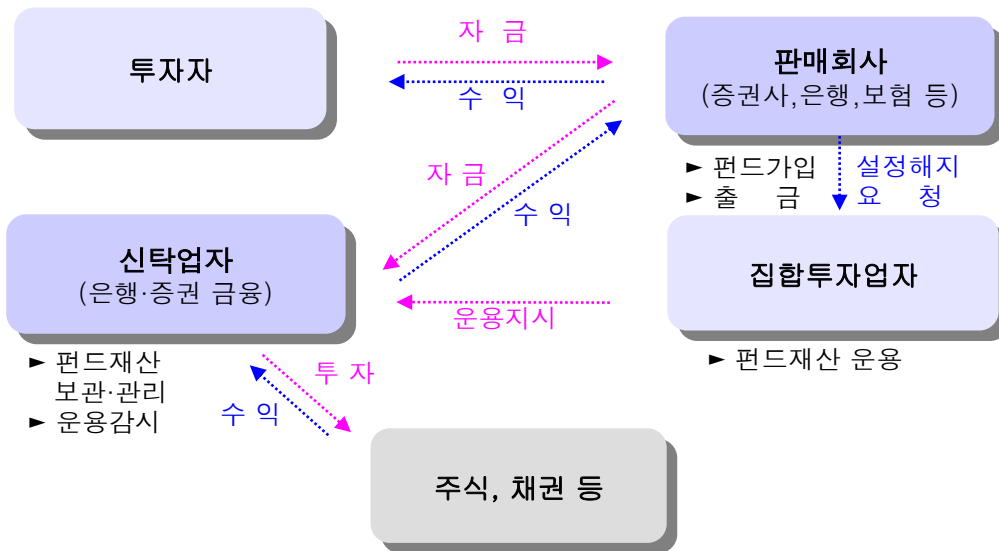 투자자
자 금
수 익
판매회사
(증권사,은행,보험 등)
► 펀드가입
► 출 금
설정해지
요 청
자 금
수 익
신탁업자
(은행·증권 금융)
► 펀드재산
보관·관리
► 운용감시
운용지시
집합투자업자
► 펀드재산 운용
투 자
수 익
주식, 채권 등